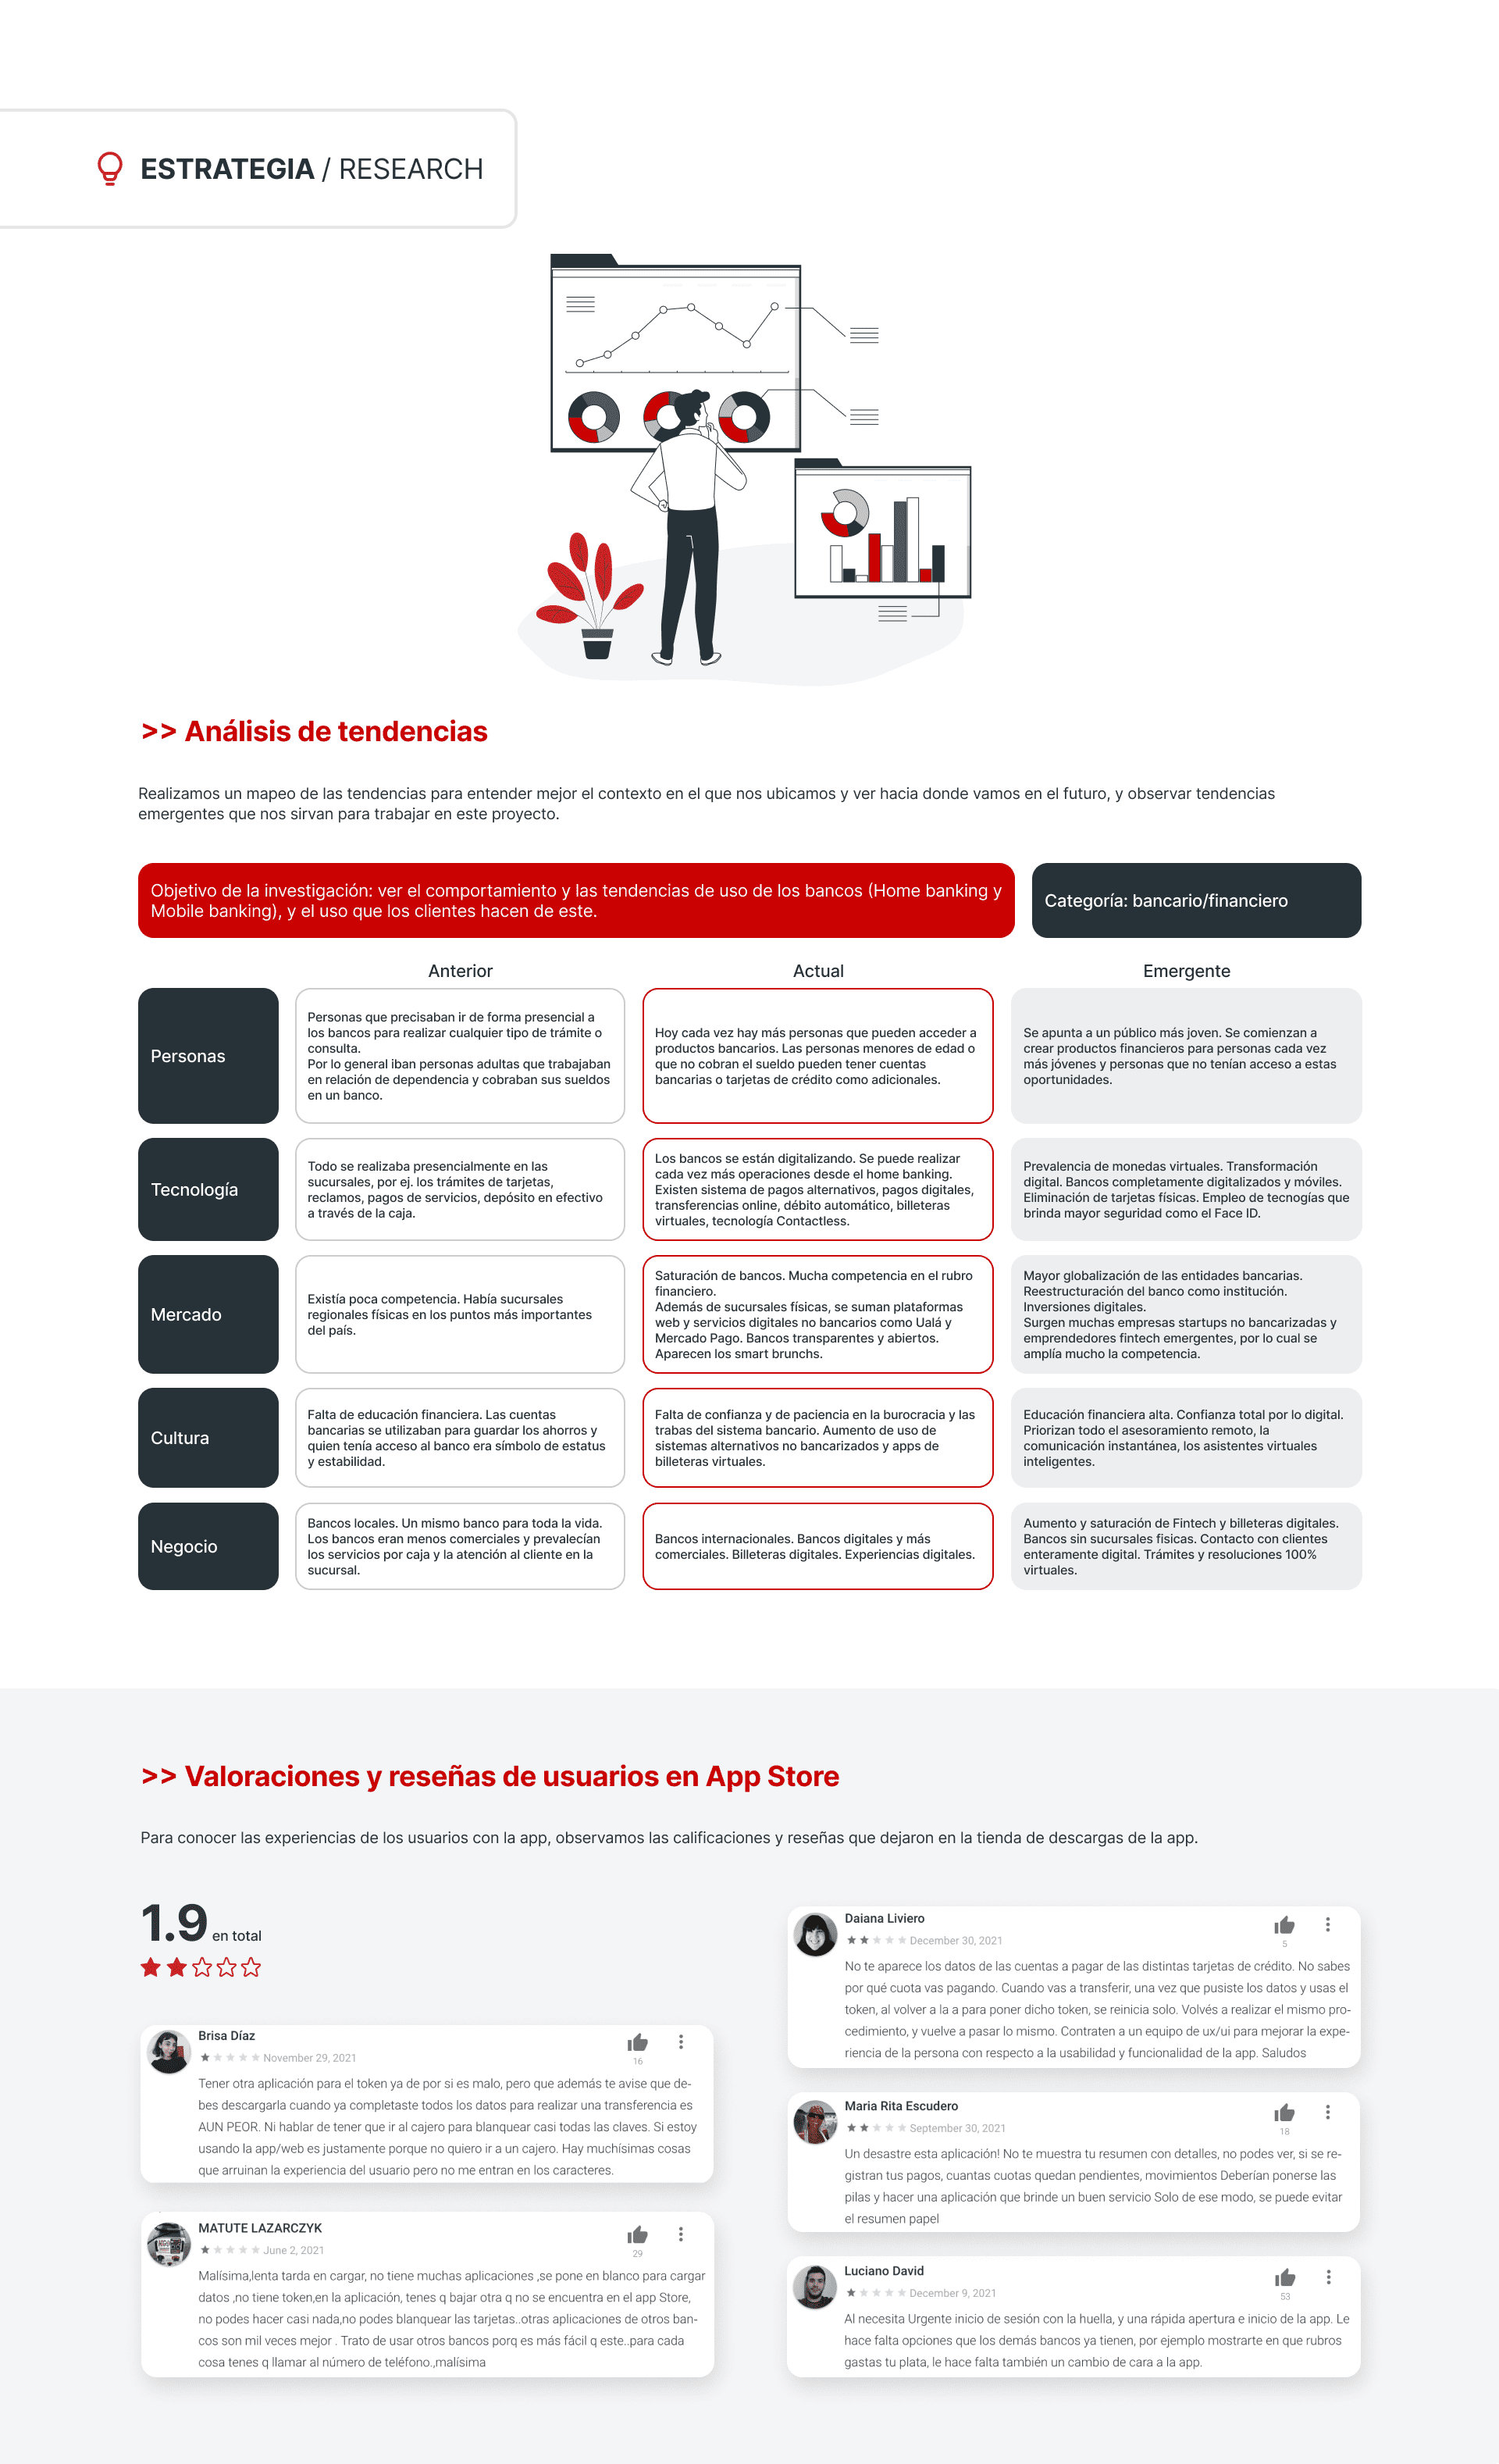 ESTRATEGIA / RESEARCH
>> Análisis de tendencias
Realizamos un mapeo de las tendencias para entender mejor el contexto en el que nos ubicamos y ver hacia donde vamos en el futuro, y observar tendencias
emergentes que nos sirvan para trabajar en este proyecto.
Objetivo de la investigación: ver el comportamiento y las tendencias de uso de los bancos (Home banking y
Mobile banking), y el uso que los clientes hacen de este.
Categoría: bancario/financiero
Anterior
Actual
Emergente
Personas
Personas que precisaban ir de forma presencial a
los bancos para realizar cualquier tipo de trámite o
consulta.
Por lo general iban personas adultas que trabajaban
en relación de dependencia y cobraban sus sueldos
en un banco.
Hoy cada vez hay más personas que pueden acceder a
productos bancarios. Las personas menores de edad o
que no cobran el sueldo pueden tener cuentas
bancarias o tarjetas de crédito como adicionales.
Se apunta a un público más joven. Se comienzan a
crear productos financieros para personas cada vez
más jóvenes y personas que no tenían acceso a estas
oportunidades.
Tecnología
Todo se realizaba presencialmente en las
sucursales, por ej. los trámites de tarjetas,
reclamos, pagos de servicios, depósito en efectivo
a través de la caja.
Los bancos se están digitalizando. Se puede realizar
cada vez más operaciones desde el home banking.
Existen sistema de pagos alternativos, pagos digitales,
transferencias online, débito automático, billeteras
virtuales, tecnología Contactless.
Prevalencia de monedas virtuales. Transformación
digital. Bancos completamente digitalizados y móviles.
Eliminación de tarjetas físicas. Empleo de tecnogías que
brinda mayor seguridad como el Face ID.
Mercado
Existía poca competencia. Había sucursales
regionales físicas en los puntos más importantes
del país.
Saturación de bancos. Mucha competencia en el rubro
financiero.
Además de sucursales físicas, se suman plataformas
web y servicios digitales no bancarios como Ualá y
Mercado Pago. Bancos transparentes y abiertos.
Aparecen los smart brunchs.
Mayor globalización de las entidades bancarias.
Reestructuración del banco como institución.
Inversiones digitales.
Surgen muchas empresas startups no bancarizadas y
emprendedores fintech emergentes, por lo cual se
amplía mucho la competencia.
Cultura
Falta de educación financiera. Las cuentas
bancarias se utilizaban para guardar los ahorros y
quien tenía acceso al banco era símbolo de estatus
y estabilidad.
Falta de confianza y de paciencia en la burocracia y las
trabas del sistema bancario. Aumento de uso de
sistemas alternativos no bancarizados y apps de
billeteras virtuales.
Educación financiera alta. Confianza total por lo digital.
Priorizan todo el asesoramiento remoto, la
comunicación instantánea, los asistentes virtuales
inteligentes.
Negocio
Bancos locales. Un mismo banco para toda la vida.
Los bancos eran menos comerciales y prevalecían
los servicios por caja y la atención al cliente en la
sucursal.
Bancos internacionales. Bancos digitales y más
comerciales. Billeteras digitales. Experiencias digitales.
Aumento y saturación de Fintech y billeteras digitales.
Bancos sin sucursales fisicas. Contacto con clientes
enteramente digital. Trámites y resoluciones 100%
virtuales.
>> Valoraciones y reseñas de usuarios en App Store
Para conocer las experiencias de los usuarios con la app, observamos las calificaciones y reseñas que dejaron en la tienda de descargas de la app.
1.9 en total
Brisa Díaz
November 29, 2021
16
Tener otra aplicación para el token ya de por si es malo, pero que además te avise que de-
bes descargarla cuando ya completaste todos los datos para realizar una transferencia es
AUN PEOR. Ni hablar de tener que ir al cajero para blanquear casi todas las claves. Si estoy
usando la app/web es justamente porque no quiero ir a un cajero. Hay muchísimas cosas
que arruinan la experiencia del usuario pero no me entran en los caracteres.
MATUTE LAZARCZYK
June 2, 2021
29
Malísima,lenta tarda en cargar, no tiene muchas aplicaciones ,se pone en blanco para cargar
datos ,no tiene token,en la aplicación, tenes q bajar otra q no se encuentra en el app Store,
no podes hacer casi nada,no podes blanquear las tarjetas..otras aplicaciones de otros ban-
cos son mil veces mejor . Trato de usar otros bancos porq es más fácil q este..para cada
cosa tenes q llamar al número de teléfono.,malísima
Daiana Liviero
December 30, 2021
5
No te aparece los datos de las cuentas a pagar de las distintas tarjetas de crédito. No sabes
por qué cuota vas pagando. Cuando vas a transferir, una vez que pusiste los datos y usas el
token, al volver a la a para poner dicho token, se reinicia solo. Volvés a realizar el mismo pro-
cedimiento, y vuelve a pasar lo mismo. Contraten a un equipo de ux/ui para mejorar la expe-
riencia de la persona con respecto a la usabilidad y funcionalidad de la app. Saludos
Maria Rita Escudero
September 30, 2021
18
Un desastre esta aplicación! No te muestra tu resumen con detalles, no podes ver, si se re-
gistran tus pagos, cuantas cuotas quedan pendientes, movimientos Deberían ponerse las
pilas y hacer una aplicación que brinde un buen servicio Solo de ese modo, se puede evitar
el resumen papel
Luciano David
December 9, 2021
53
Al necesita Urgente inicio de sesión con la huella, y una rápida apertura e inicio de la app. Le
hace falta opciones que los demás bancos ya tienen, por ejemplo mostrarte en que rubros
gastas tu plata, le hace falta también un cambio de cara a la app.